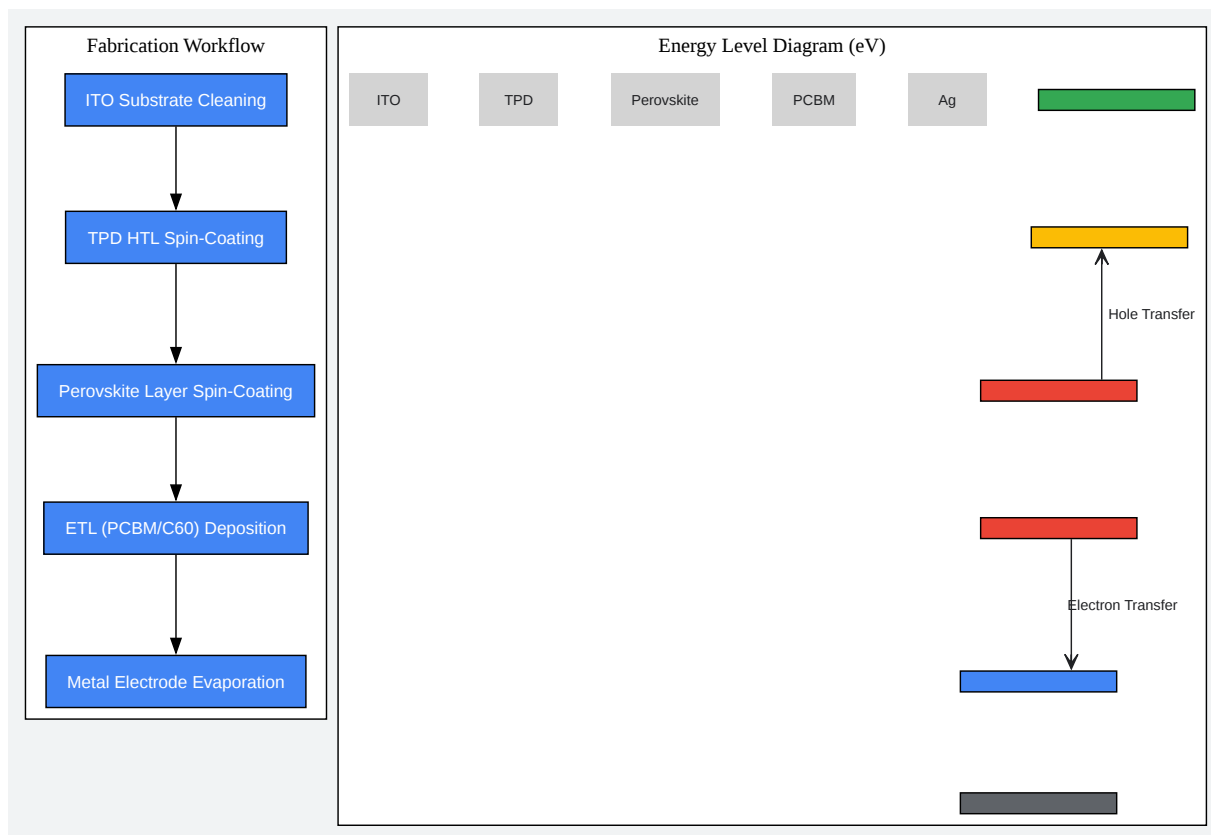 Fabrication Workflow
ITO Substrate Cleaning
TPD HTL Spin-Coating
Perovskite Layer Spin-Coating
ETL (PCBM/C60) Deposition
Metal Electrode Evaporation
Energy Level Diagram (eV)
ITO
TPD
Perovskite
PCBM
Ag
Hole Transfer
Electron Transfer